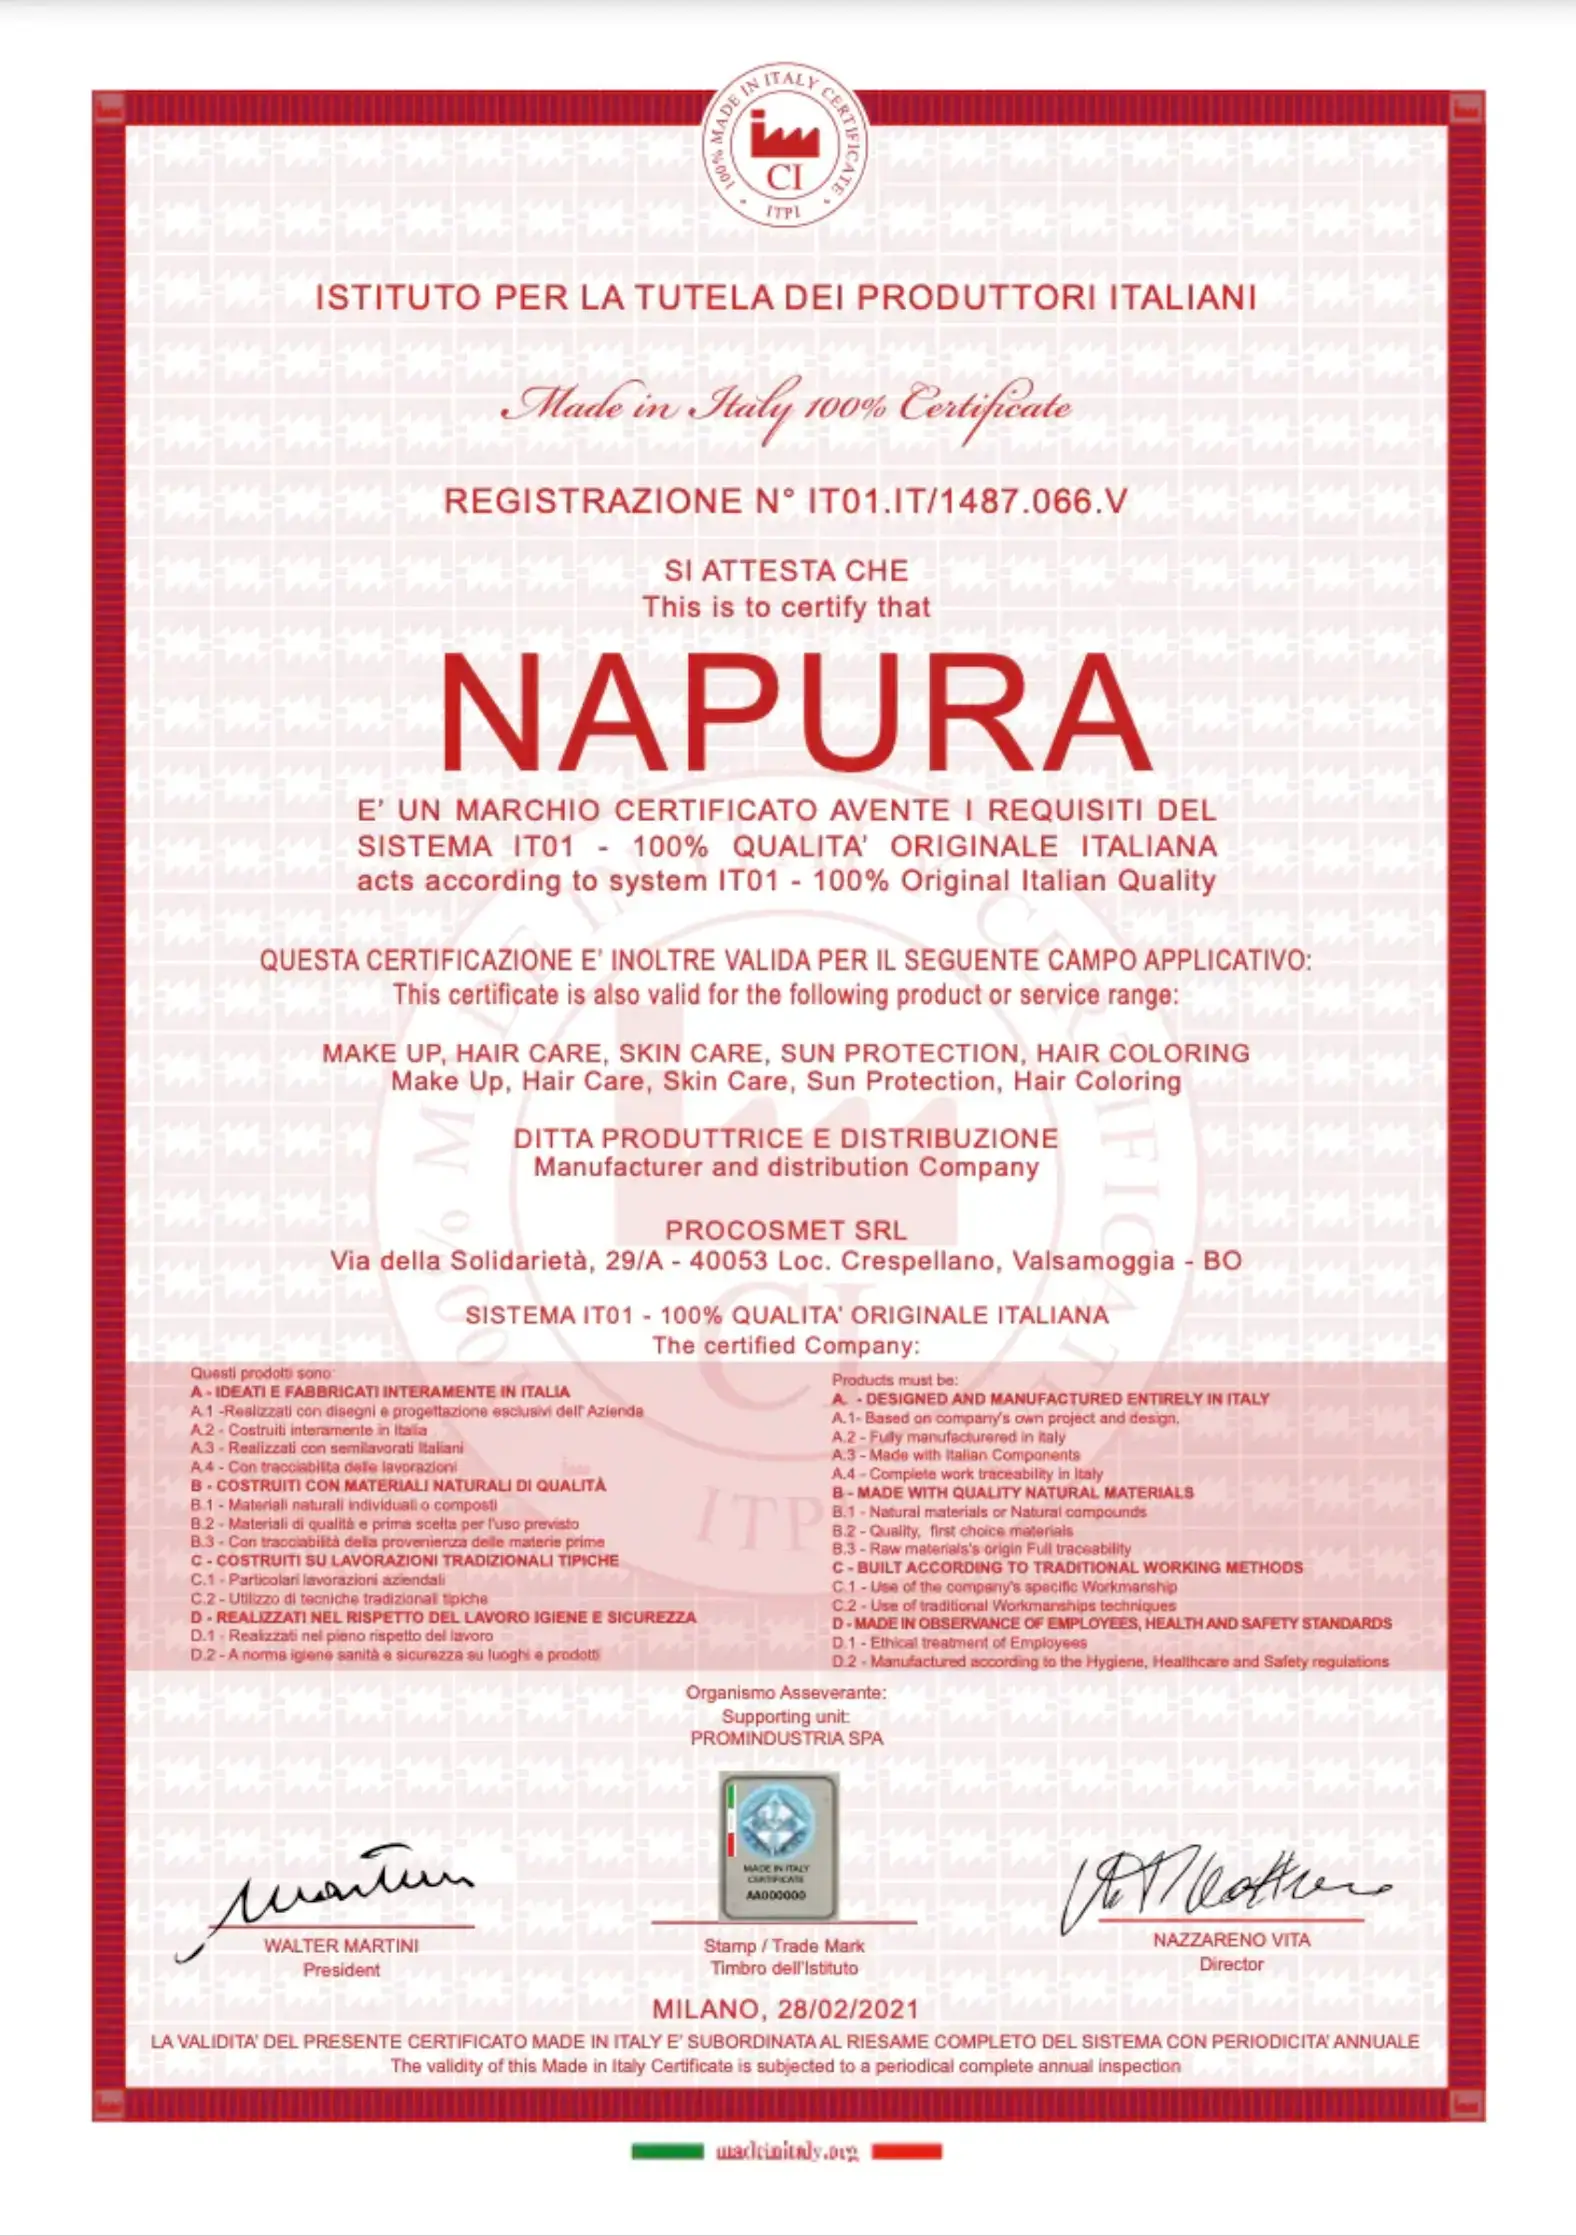 100% MADE IN ITALY CERTIFICATE
CI
ITPI
ISTITUTO PER LA TUTELA DEI PRODUTTORI ITALIANI
Made in Italy 100% Certificate
REGISTRAZIONE N° IT01.IT/1487.066.V
SI ATTESTA CHE
This is to certify that
NAPURA
E' UN MARCHIO CERTIFICATO AVENTE I REQUISITI DEL
SISTEMA IT01 - 100% QUALITA' ORIGINALE ITALIANA
acts according to system IT01 - 100% Original Italian Quality
QUESTA CERTIFICAZIONE E' INOLTRE VALIDA PER IL SEGUENTE CAMPO APPLICATIVO:
This certificate is also valid for the following product or service range:
MAKE UP, HAIR CARE, SKIN CARE, SUN PROTECTION, HAIR COLORING
Make Up, Hair Care, Skin Care, Sun Protection, Hair Coloring
DITTA PRODUTTRICE E DISTRIBUZIONE
Manufacturer and distribution Company
PROCOSMET SRL
Via della Solidarietà, 29/A - 40053 Loc. Crespellano, Valsamoggia - BO
SISTEMA IT01 - 100% QUALITA' ORIGINALE ITALIANA
The certified Company:
Questi prodotti sono:
A - IDEATI E FABBRICATI INTERAMENTE IN ITALIA
A.1 -Realizzati con disegni e progettazione esclusivi dell' Azienda
A.2 - Costruiti interamente in Italia
A.3 - Realizzati con semilavorati Italiani
A.4 - Con tracciabilita delle lavorazioni
B - COSTRUITI CON MATERIALI NATURALI DI QUALITÀ
B.1 - Materiali naturali individuali o composti
B.2 - Materiali di qualità e prima scelta per l'uso previsto
B.3 - Con tracciabilità della provenienza delle materie prime
C - COSTRUITI SU LAVORAZIONI TRADIZIONALI TIPICHE
C.1 - Particolari lavorazioni aziendali
C.2 - Utilizzo di tecniche tradizionali tipiche
D - REALIZZATI NEL RISPETTO DEL LAVORO IGIENE E SICUREZZA
D.1 - Realizzati nel pieno rispetto del lavoro
D.2 - A norma igiene sanità e sicurezza su luoghi e prodotti
Products must be:
A. - DESIGNED AND MANUFACTURED ENTIRELY IN ITALY
A.1- Based on company's own project and design,
A.2 - Fully manufacturered in italy
A.3 - Made with Italian Components
A.4 - Complete work traceability in Italy
B - MADE WITH QUALITY NATURAL MATERIALS
B.1 - Natural materials or Natural compounds
B.2 - Quality, first choice materials
B.3 - Raw materials's origin Full traceability
C - BUILT ACCORDING TO TRADITIONAL WORKING METHODS
C.1 - Use of the company's specific Workmanship
C.2 - Use of traditional Workmanships techniques
D - MADE IN OBSERVANCE OF EMPLOYEES, HEALTH AND SAFETY STANDARDS
D.1 - Ethical treatment of Employees
D.2 - Manufactured according to the Hygiene, Healthcare and Safety regulations
Organismo Asseverante:
Supporting unit:
PROMINDUSTRIA SPA
MADE IN ITALY
CERTIFICATE
AA000000
WALTER MARTINI
President
Stamp / Trade Mark
Timbro dell'Istituto
NAZZARENO VITA
Director
MILANO, 28/02/2021
LA VALIDITA' DEL PRESENTE CERTIFICATO MADE IN ITALY E' SUBORDINATA AL RIESAME COMPLETO DEL SISTEMA CON PERIODICITA' ANNUALE
The validity of this Made in Italy Certificate is subjected to a periodical complete annual inspection
madeinitaly.org